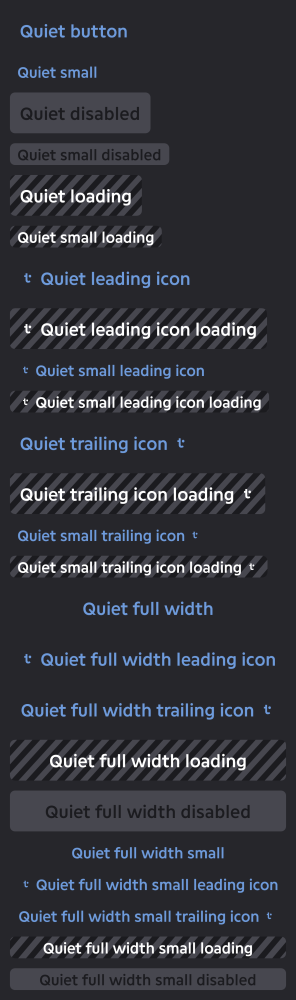 Quiet button
Quiet small
Quiet disabled
Quiet small disabled
Quiet loading
Quiet small loading
Quiet leading icon
Quiet leading icon loading
Quiet small leading icon
Quiet small leading icon loading
Quiet trailing icon
Quiet trailing icon loading
Quiet small trailing icon
Quiet small trailing icon loading
Quiet full width
Quiet full width leading icon
Quiet full width trailing icon
Quiet full width loading
Quiet full width disabled
Quiet full width small
Quiet full width small leading icon
Quiet full width small trailing icon
Quiet full width small loading
Quiet full width small disabled